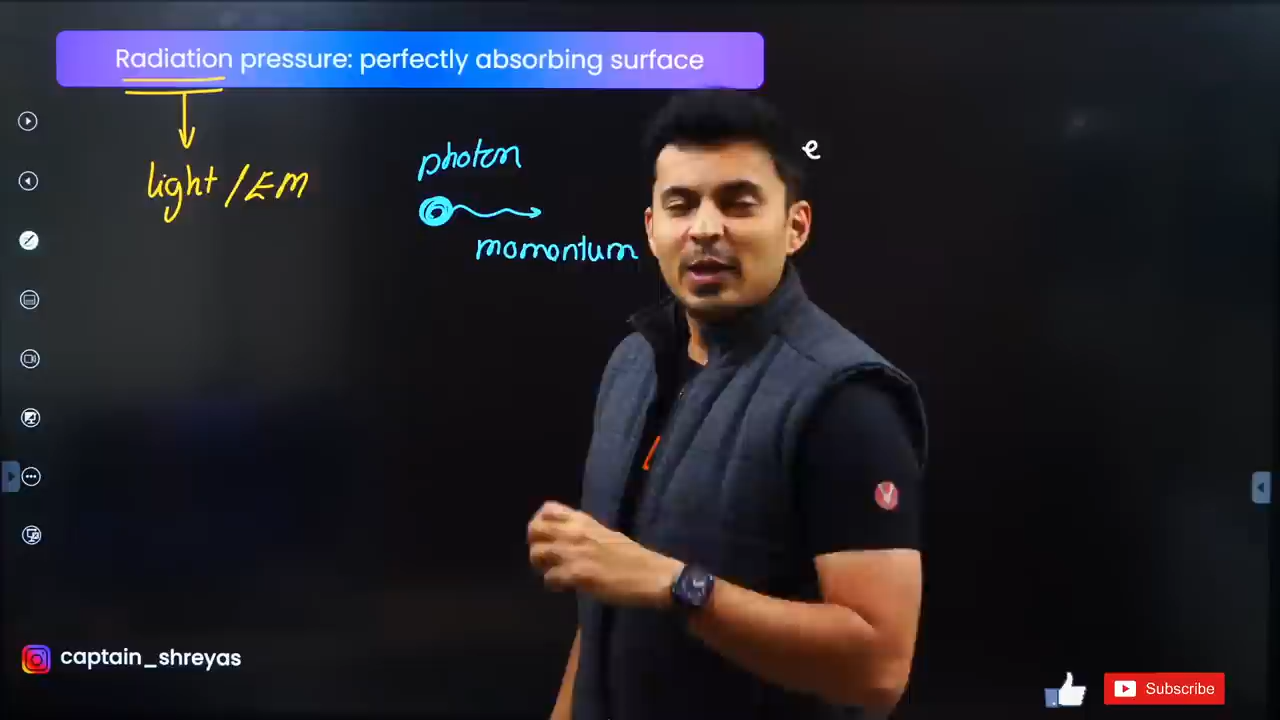 Radiation pressure: perfectly absorbing surface
light / EM
photon
momentum
e
captain_shreyas
Subscribe